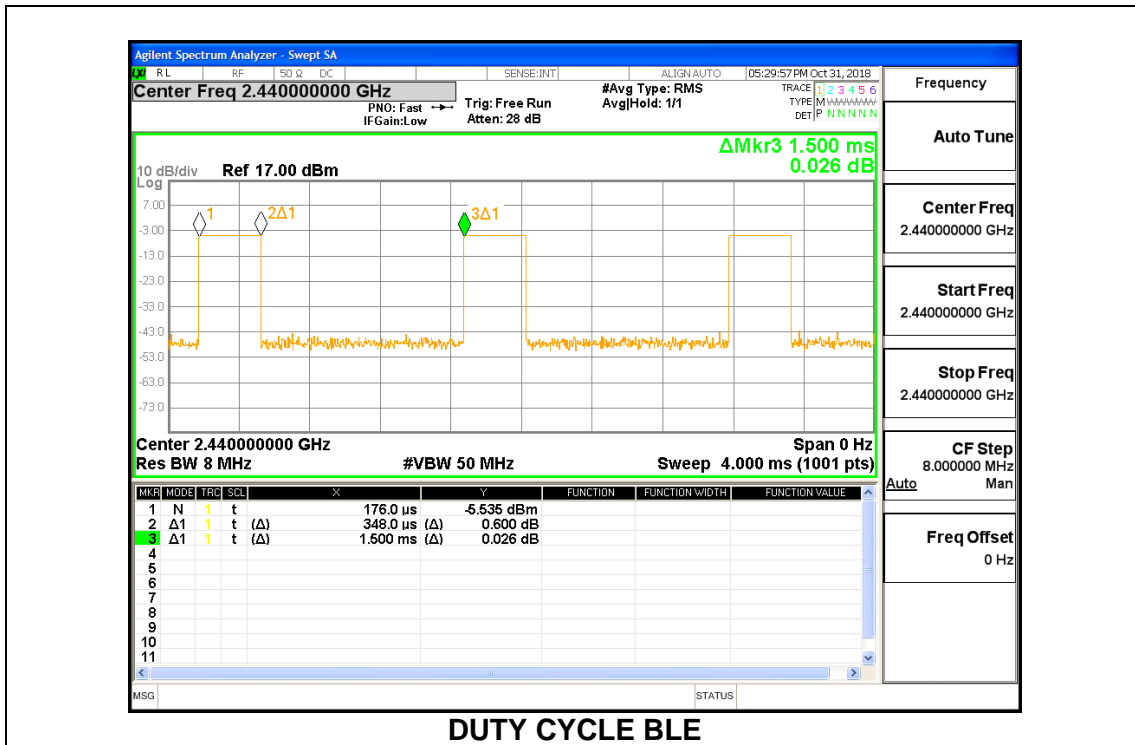 Agilent Spectrum Analyzer - Swept SA
LXI RL RF 50 Ω DC SENSE:INT ALIGN AUTO 05:29:57 PM Oct 31, 2018
Center Freq 2.440000000 GHz
PNO: Fast
IFGain:Low
Trig: Free Run
Atten: 28 dB
#Avg Type: RMS
Avg|Hold: 1/1
TRACE 1 2 3 4 5 6
TYPE M WWWWW
DET P N N N N N
ΔMkr3 1.500 ms
0.026 dB
10 dB/div Ref 17.00 dBm
Log
7.00
-3.00
-13.0
-23.0
-33.0
-43.0
-53.0
-63.0
-73.0
1
2Δ1
3Δ1
Center 2.440000000 GHz Span 0 Hz
Res BW 8 MHz #VBW 50 MHz Sweep 4.000 ms (1001 pts)
MKR MODE TRC SCL X Y FUNCTION FUNCTION WIDTH FUNCTION VALUE
1 N 1 t 176.0 µs -5.535 dBm
2 Δ1 1 t (Δ) 348.0 µs (Δ) 0.600 dB
3 Δ1 1 t (Δ) 1.500 ms (Δ) 0.026 dB
4
5
6
7
8
9
10
11
MSG STATUS
Frequency
Auto Tune
Center Freq
2.440000000 GHz
Start Freq
2.440000000 GHz
Stop Freq
2.440000000 GHz
CF Step
8.000000 MHz
Auto Man
Freq Offset
0 Hz
DUTY CYCLE BLE